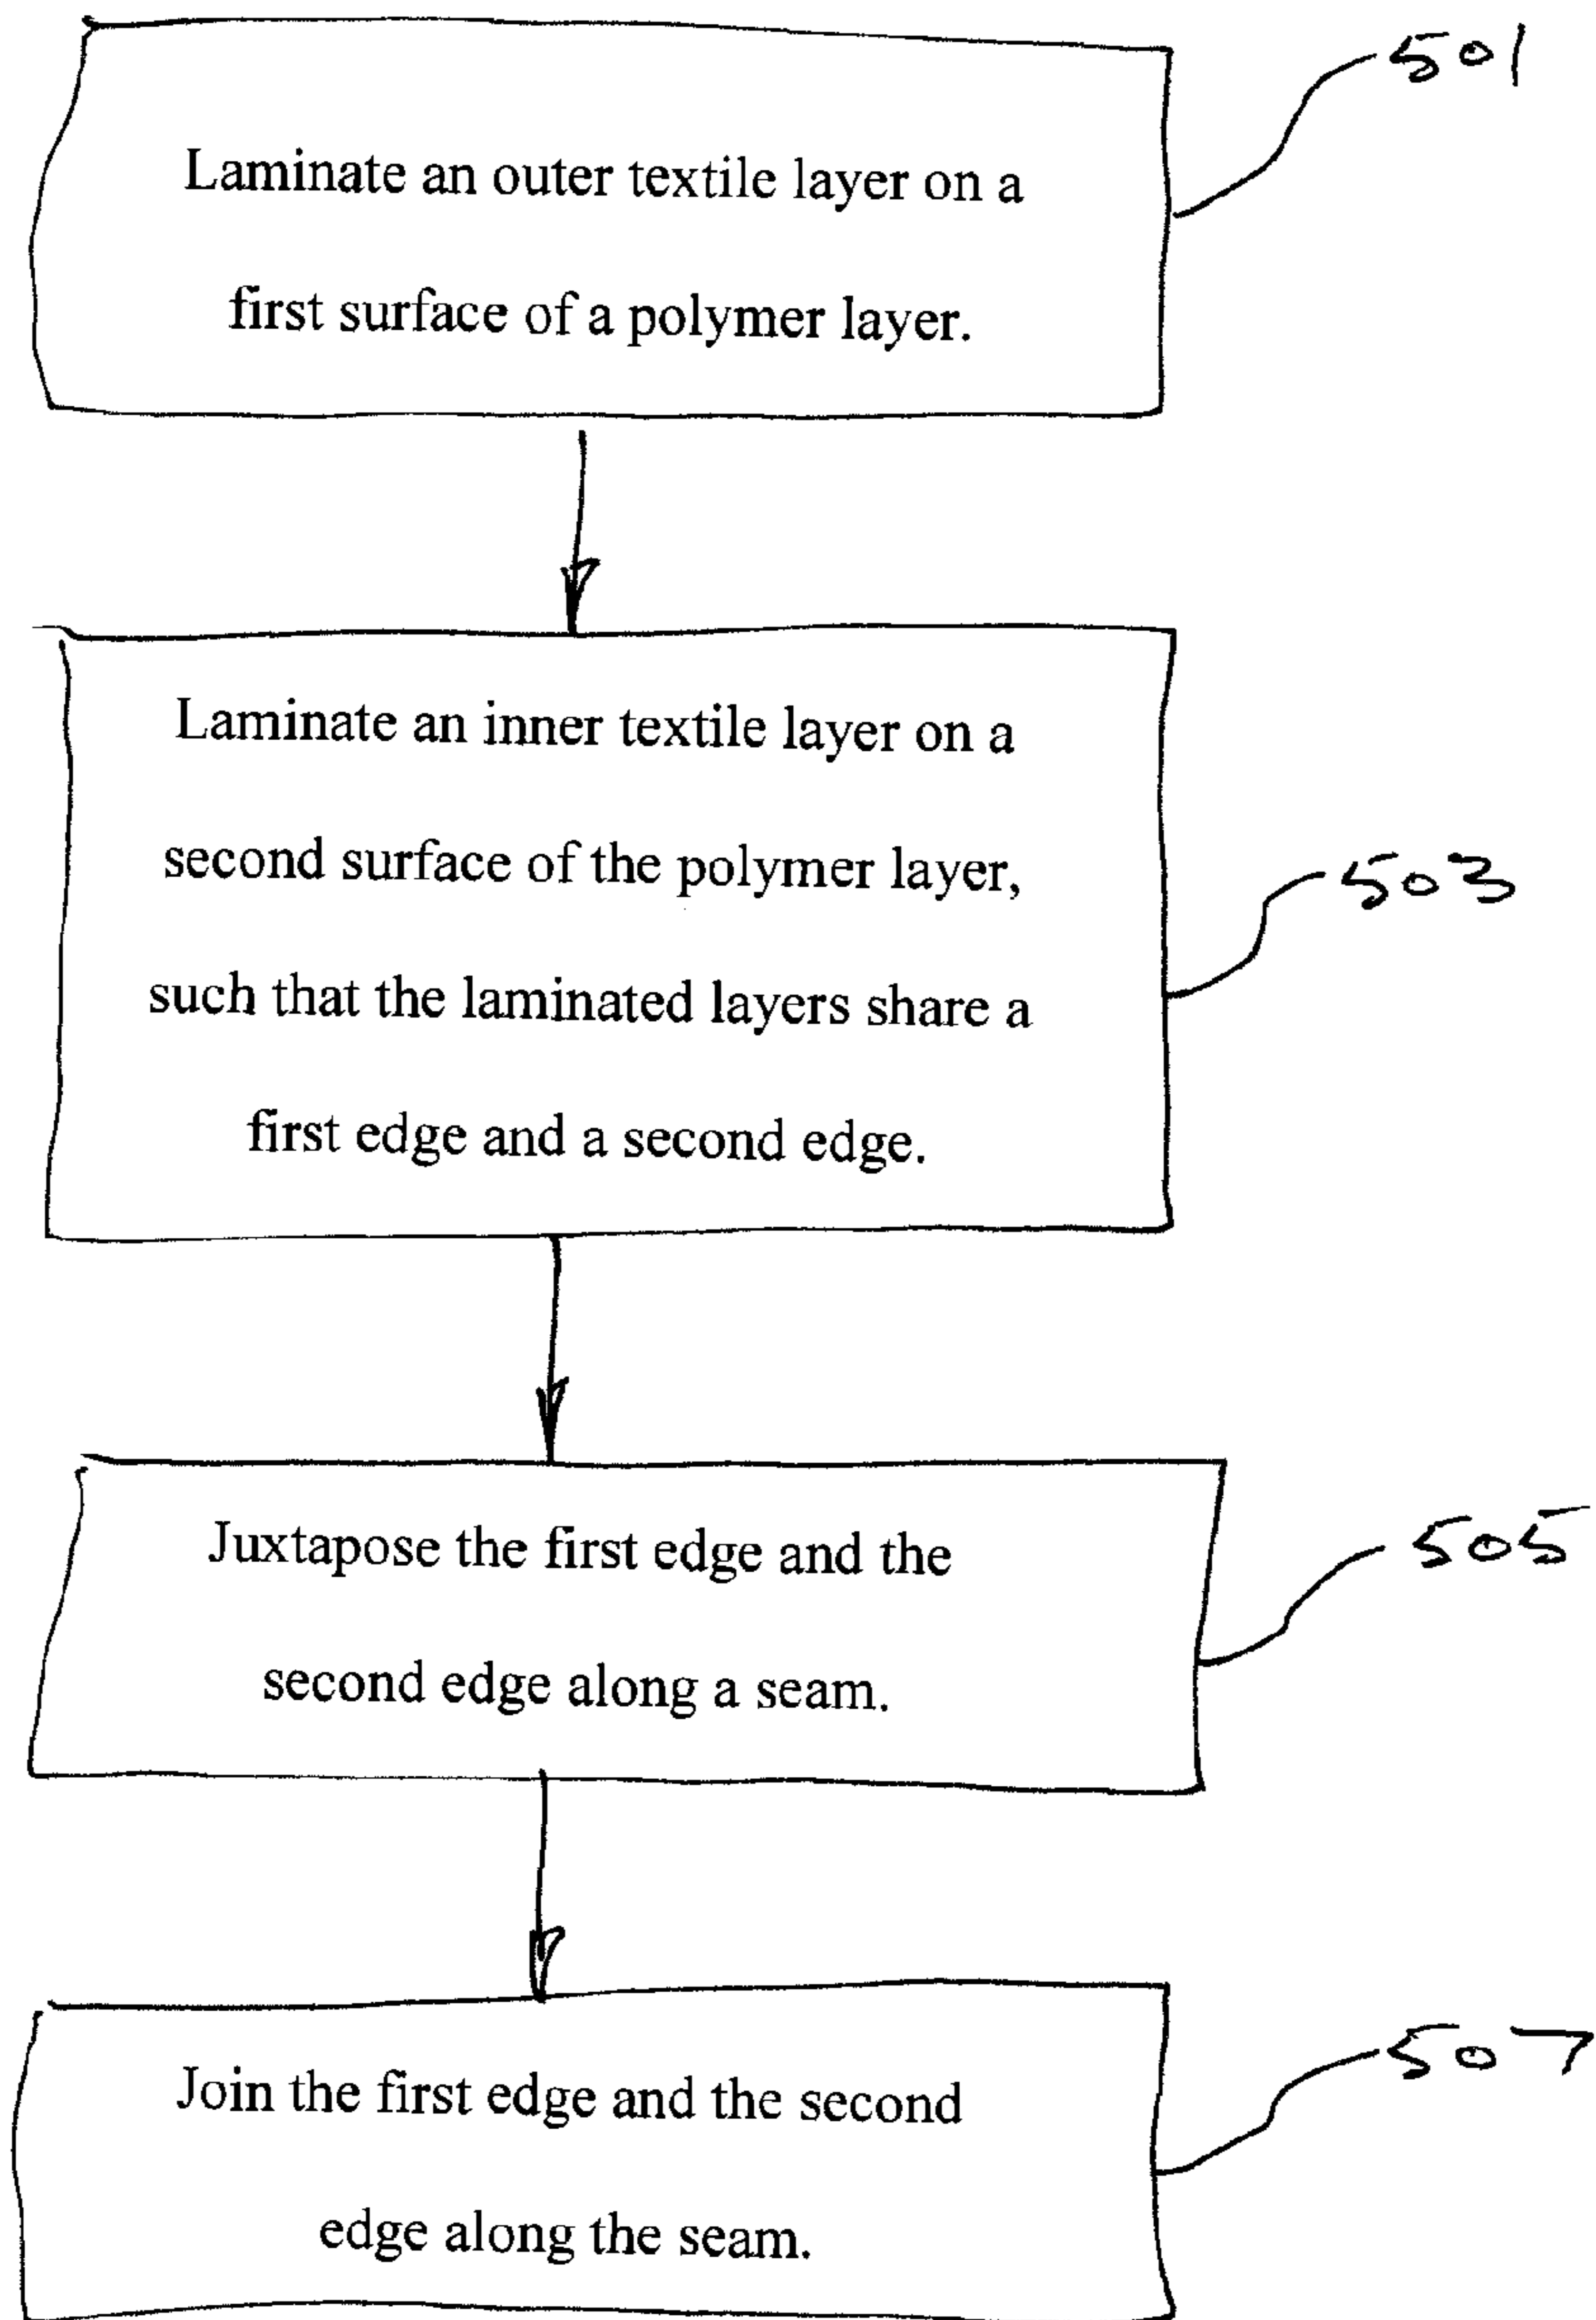 501
Laminate an outer textile layer on a
first surface of a polymer layer.
Laminate an inner textile layer on a
second surface of the polymer layer,
503
such that the laminated layers share a
first edge and a second edge.
Juxtapose the first edge and the
505
second edge along a seam.
507
Join the first edge and the second
edge along the seam.